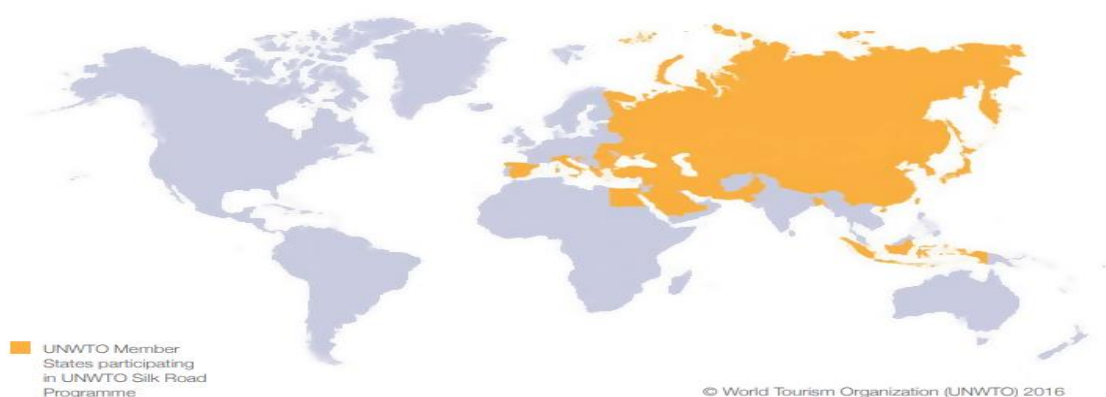 UNWTO Member
States participating
in UNWTO Silk Road
Programme
© World Tourism Organization (UNWTO) 2016